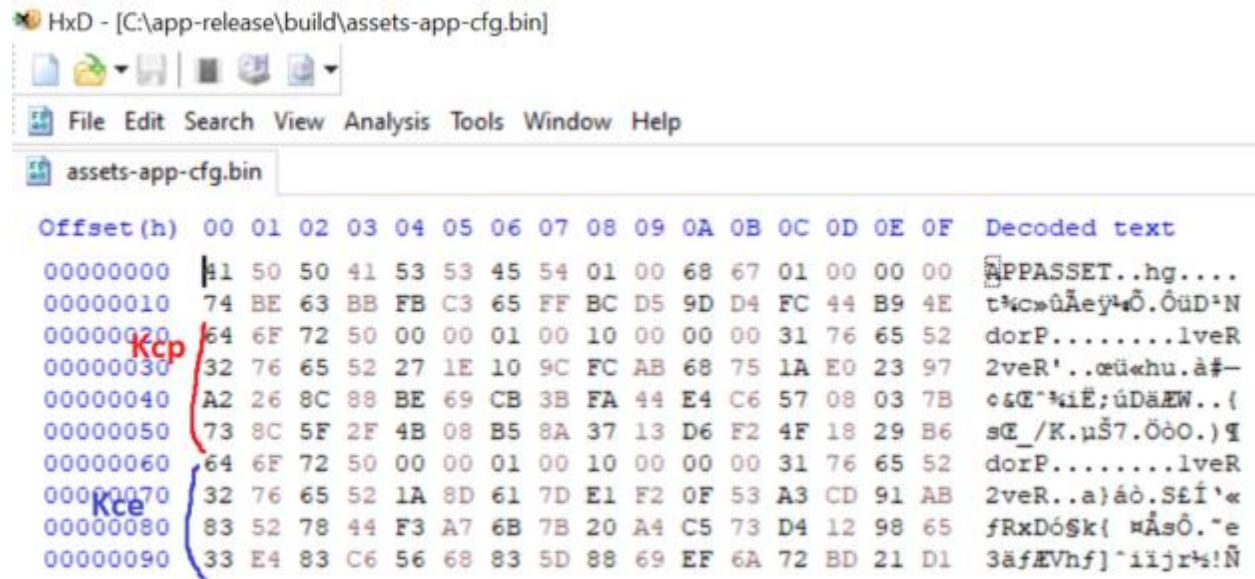 HxD - [C:\app-release\build\assets-app-cfg.bin]
File Edit Search View Analysis Tools Window Help
assets-app-cfg.bin
Offset(h) 00 01 02 03 04 05 06 07 08 09 0A 0B 0C 0D 0E 0F Decoded text
00000000 41 50 50 41 53 53 45 54 01 00 68 67 01 00 00 00 APPASSET..hg....
00000010 74 BE 63 BB FB C3 65 FF BC D5 9D D4 FC 44 B9 4E t¾c»ûÃeÿ¼Õ.ÔüD¹N
00000020 64 6F 72 50 00 00 01 00 10 00 00 00 31 76 65 52 dorP........1veR
Kcp
00000030 32 76 65 52 27 1E 10 9C FC AB 68 75 1A E0 23 97 2veR'..œü«hu.à#—
00000040 A2 26 8C 88 BE 69 CB 3B FA 44 E4 C6 57 08 03 7B ¢&Œˆ¾iË;úDäÆW..{
00000050 73 8C 5F 2F 4B 08 B5 8A 37 13 D6 F2 4F 18 29 B6 sŒ_/K.µŠ7.ÖòO.)¶
00000060 64 6F 72 50 00 00 01 00 10 00 00 00 31 76 65 52 dorP........1veR
00000070 32 76 65 52 1A 8D 61 7D E1 F2 0F 53 A3 CD 91 AB 2veR..a}áò.S£Í‘«
Kce
00000080 83 52 78 44 F3 A7 6B 7B 20 A4 C5 73 D4 12 98 65 ƒRxDó§k{ ¤ÅsÔ.˜e
00000090 33 E4 83 C6 56 68 83 5D 88 69 EF 6A 72 BD 21 D1 3äƒÆVhƒ]ˆiïjr½!Ñ